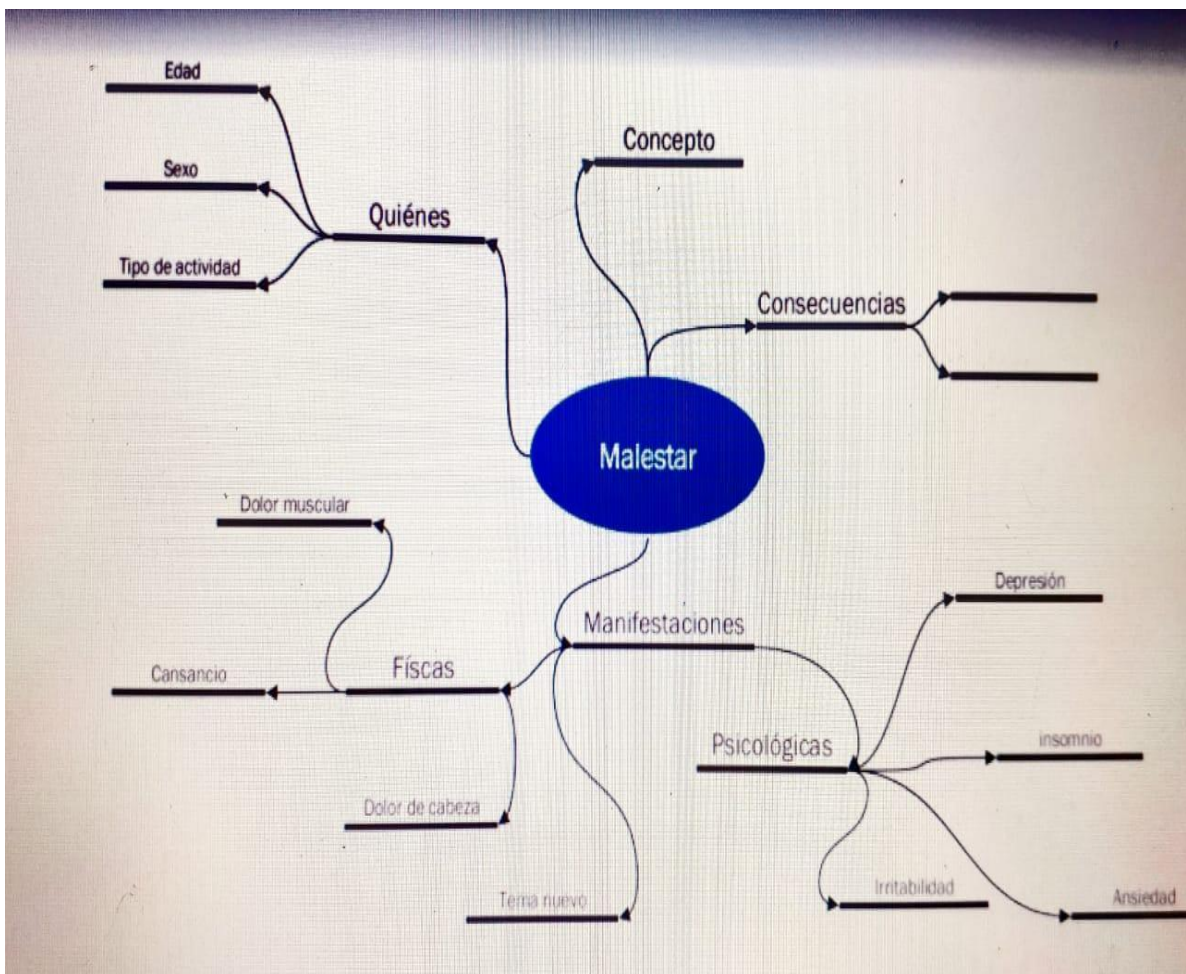 Edad
Concepto
Sexo
Quiénes
Tipo de actividad
Consecuencias
Malestar
Dolor muscular
Depresión
Manifestaciones
Físcas
Cansancio
Psicológicas
insomnio
Dolor de cabeza
Tema nuevo
Irritabilidad
Ansiedad